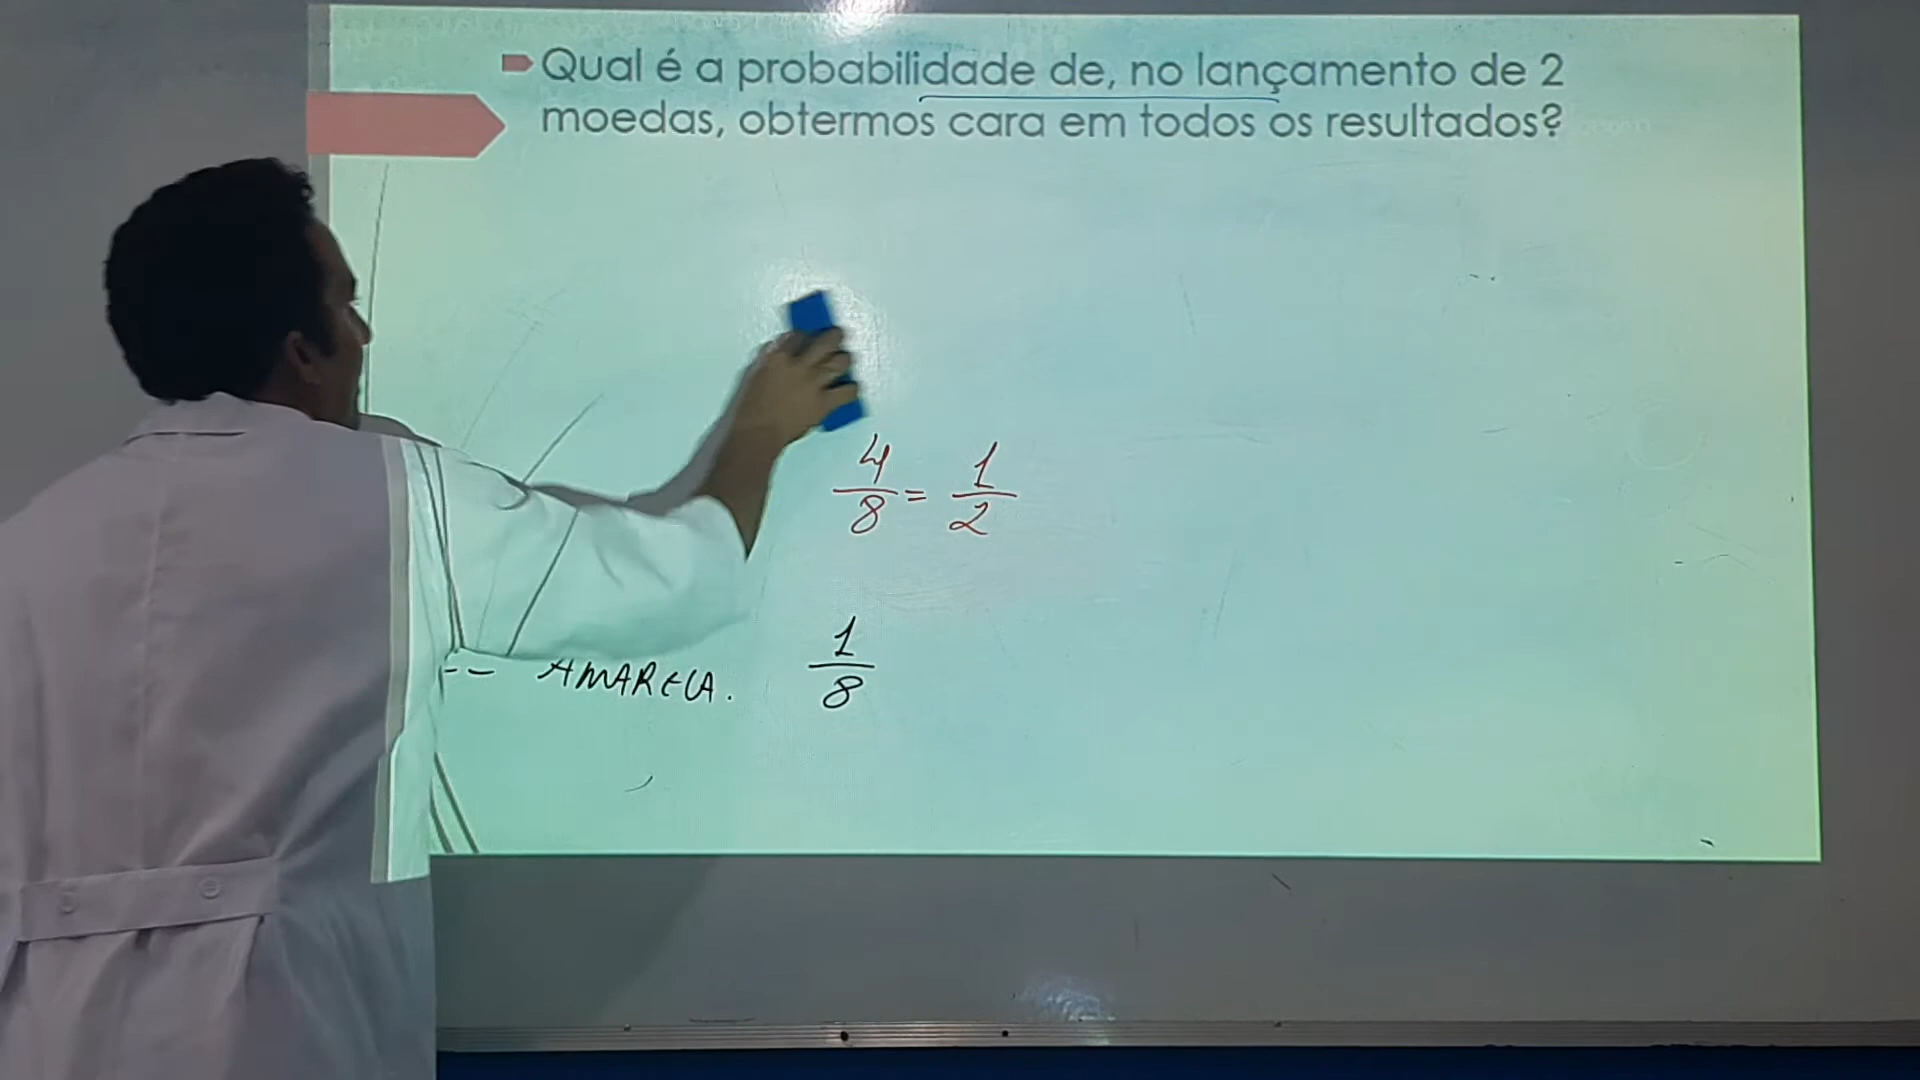 Qual é a probabilidade de, no lançamento de 2
moedas, obtermos cara em todos os resultados?
4/8 = 1/2
-- AMARELA. 1/8